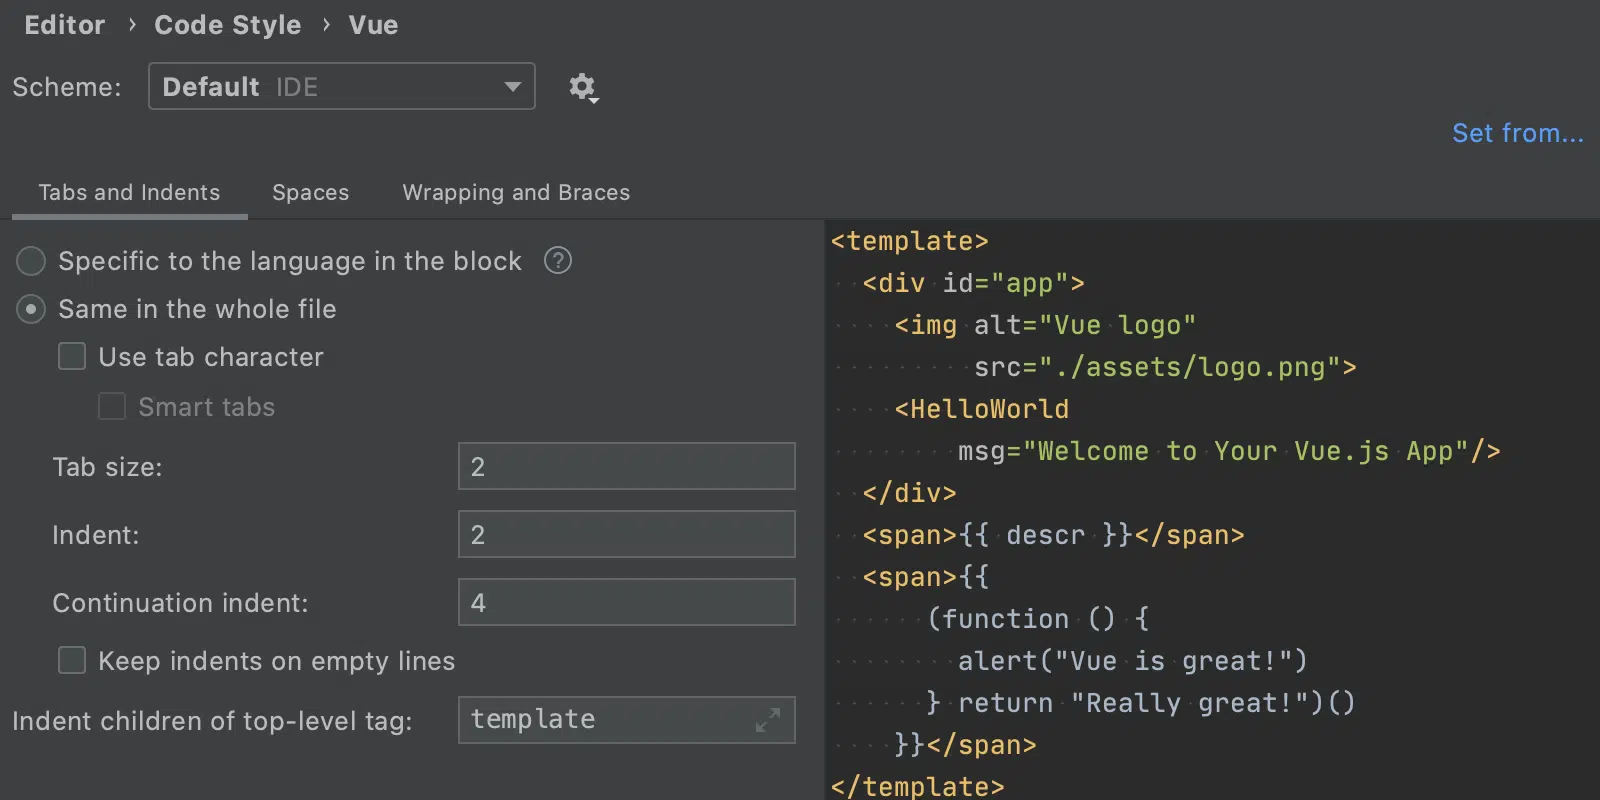 Editor › Code Style › Vue
Scheme: Default IDE
Set from...
Tabs and Indents Spaces Wrapping and Braces
Specific to the language in the block ?
Same in the whole file
Use tab character
Smart tabs
Tab size: 2
Indent: 2
Continuation indent: 4
Keep indents on empty lines
Indent children of top-level tag: template
<template>
  <div id="app">
    <img alt="Vue logo"
         src="./assets/logo.png">
    <HelloWorld
        msg="Welcome to Your Vue.js App"/>
  </div>
  <span>{{ descr }}</span>
  <span>{{
      (function () {
        alert("Vue is great!")
      } return "Really great!")()
    }}</span>
</template>